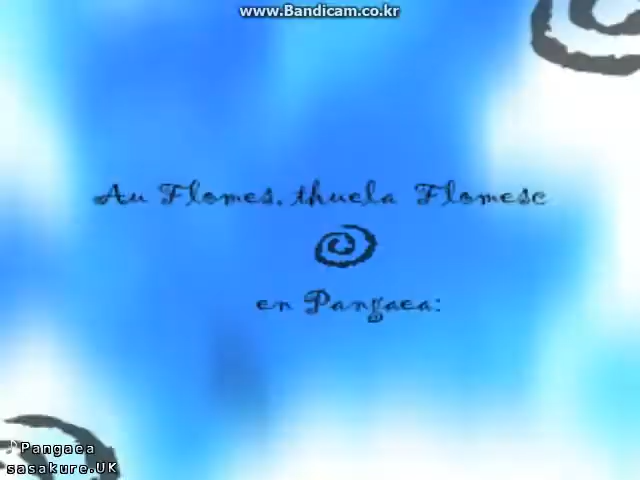 www.Bandicam.co.kr
Au Flomes, thuela Flomesc
en Pangaea:
♪Pangaea
sasakure.UK